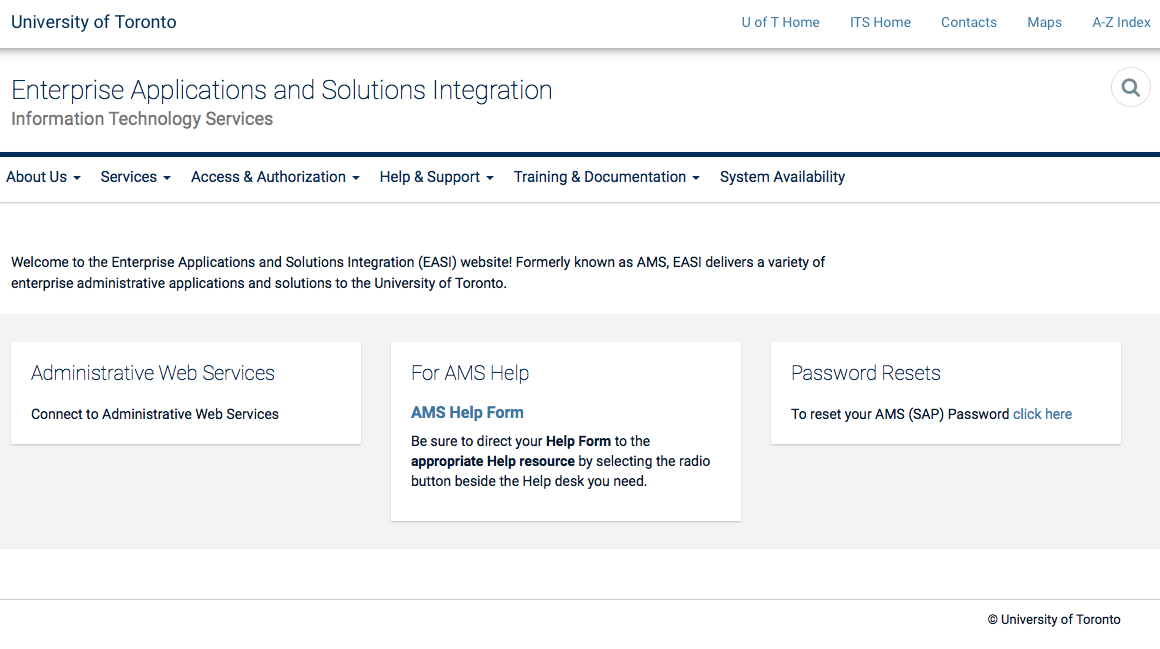 University of Toronto
U of T Home ITS Home Contacts Maps A-Z Index
Enterprise Applications and Solutions Integration
Information Technology Services
About Us Services Access & Authorization Help & Support Training & Documentation System Availability
Welcome to the Enterprise Applications and Solutions Integration (EASI) website! Formerly known as AMS, EASI delivers a variety of
enterprise administrative applications and solutions to the University of Toronto.
Administrative Web Services
Connect to Administrative Web Services
For AMS Help
AMS Help Form
Be sure to direct your Help Form to the
appropriate Help resource by selecting the radio
button beside the Help desk you need.
Password Resets
To reset your AMS (SAP) Password click here
© University of Toronto